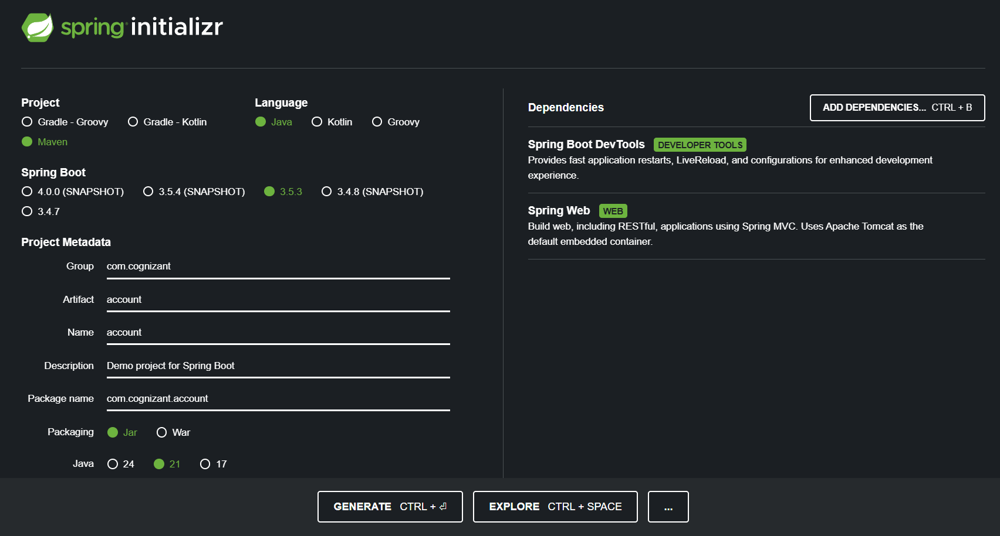 spring initializr
Project
Gradle - Groovy Gradle - Kotlin
Maven
Language
Java Kotlin Groovy
Spring Boot
4.0.0 (SNAPSHOT) 3.5.4 (SNAPSHOT) 3.5.3 3.4.8 (SNAPSHOT)
3.4.7
Project Metadata
Group com.cognizant
Artifact account
Name account
Description Demo project for Spring Boot
Package name com.cognizant.account
Packaging Jar War
Java 24 21 17
Dependencies
ADD DEPENDENCIES... CTRL + B
Spring Boot DevTools DEVELOPER TOOLS
Provides fast application restarts, LiveReload, and configurations for enhanced development
experience.
Spring Web WEB
Build web, including RESTful, applications using Spring MVC. Uses Apache Tomcat as the
default embedded container.
GENERATE CTRL + ⏎
EXPLORE CTRL + SPACE
...